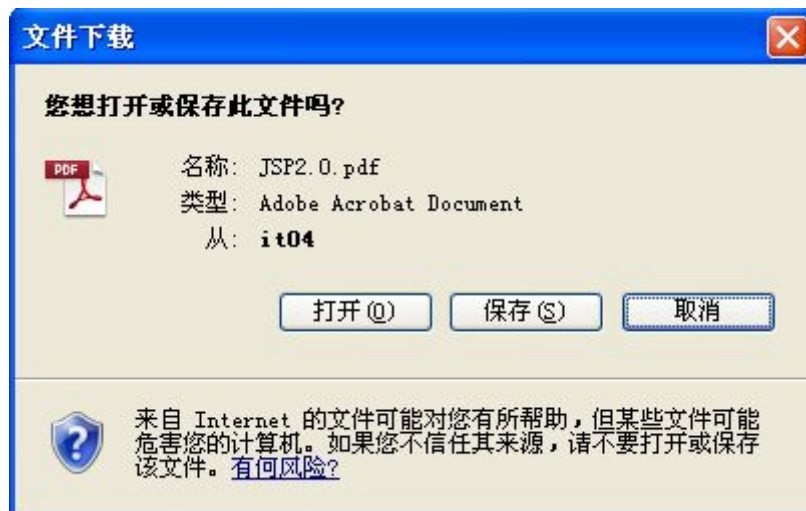 文件下载
您想打开或保存此文件吗?
PDF
名称: JSP2.0.pdf
类型: Adobe Acrobat Document
从: it04
打开(O) 保存(S) 取消
来自 Internet 的文件可能对您有所帮助，但某些文件可能
危害您的计算机。如果您不信任其来源，请不要打开或保存
该文件。有何风险?